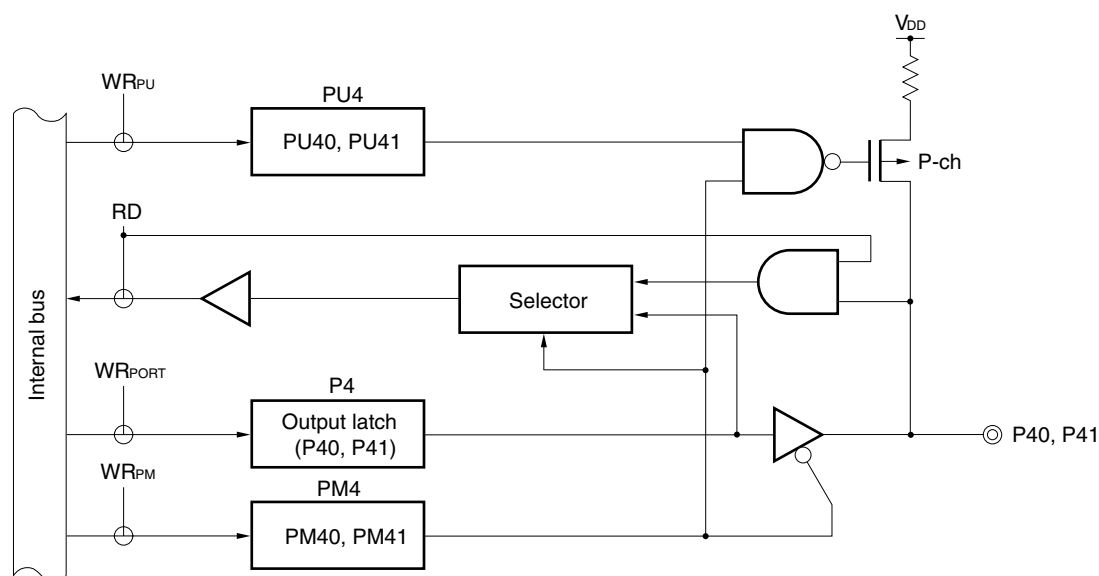 VDD
WRPU
PU4
PU40, PU41
P-ch
RD
Selector
Internal bus
WRPORT
P4
Output latch
(P40, P41)
P40, P41
WRPM
PM4
PM40, PM41